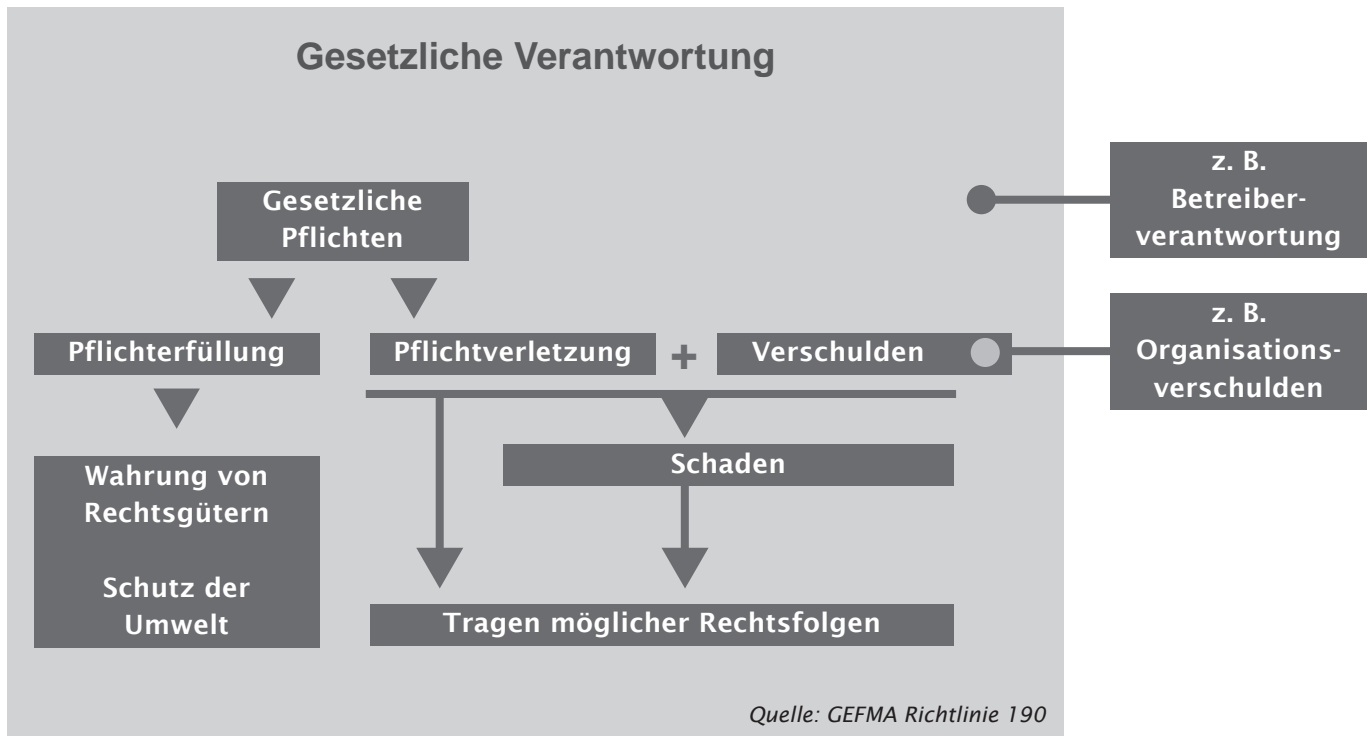 Gesetzliche Verantwortung
Gesetzliche
Pflichten
z. B.
Betreiber-
verantwortung
Pflichterfüllung
Pflichtverletzung
+
Verschulden
z. B.
Organisations-
verschulden
Wahrung von
Rechtsgütern
Schutz der
Umwelt
Schaden
Tragen möglicher Rechtsfolgen
Quelle: GEFMA Richtlinie 190